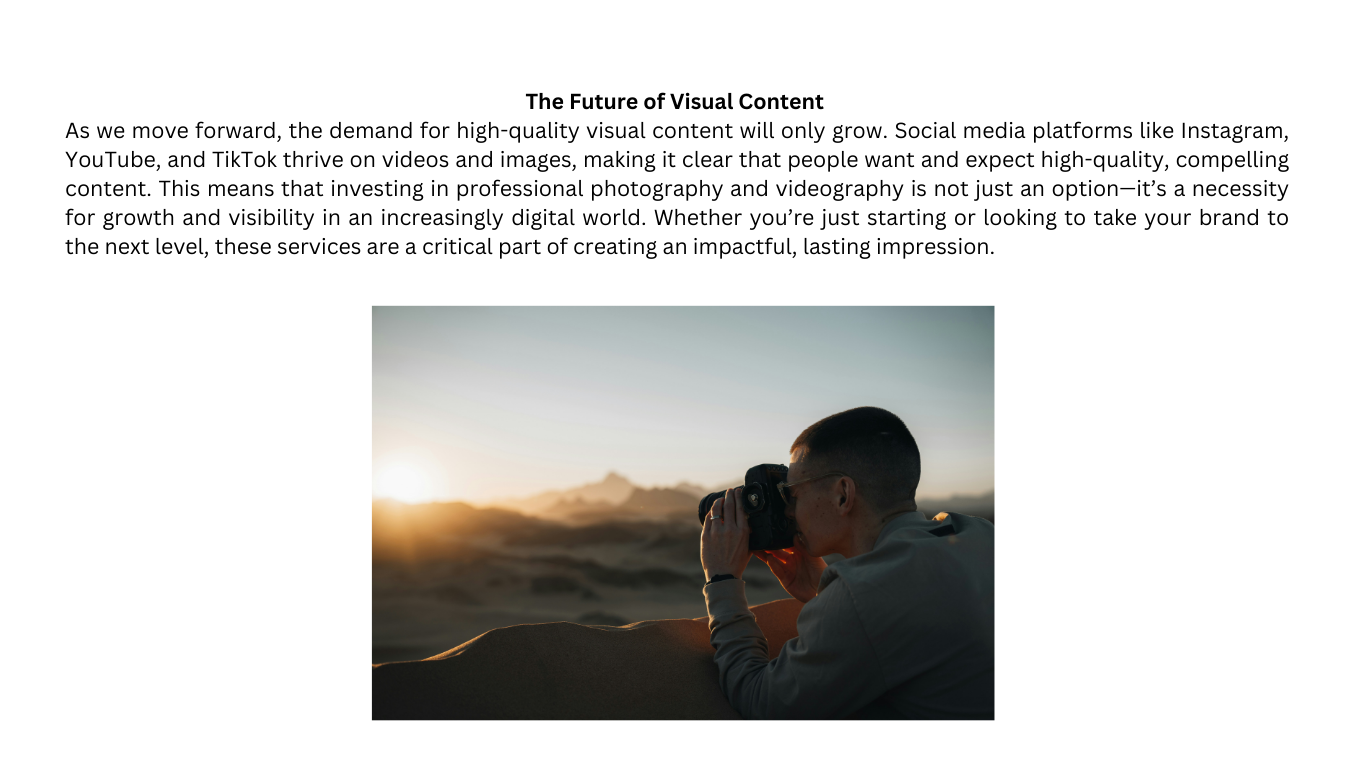 The Future of Visual Content
As we move forward, the demand for high-quality visual content will only grow. Social media platforms like Instagram,
YouTube, and TikTok thrive on videos and images, making it clear that people want and expect high-quality, compelling
content. This means that investing in professional photography and videography is not just an option—it’s a necessity
for growth and visibility in an increasingly digital world. Whether you’re just starting or looking to take your brand to
the next level, these services are a critical part of creating an impactful, lasting impression.